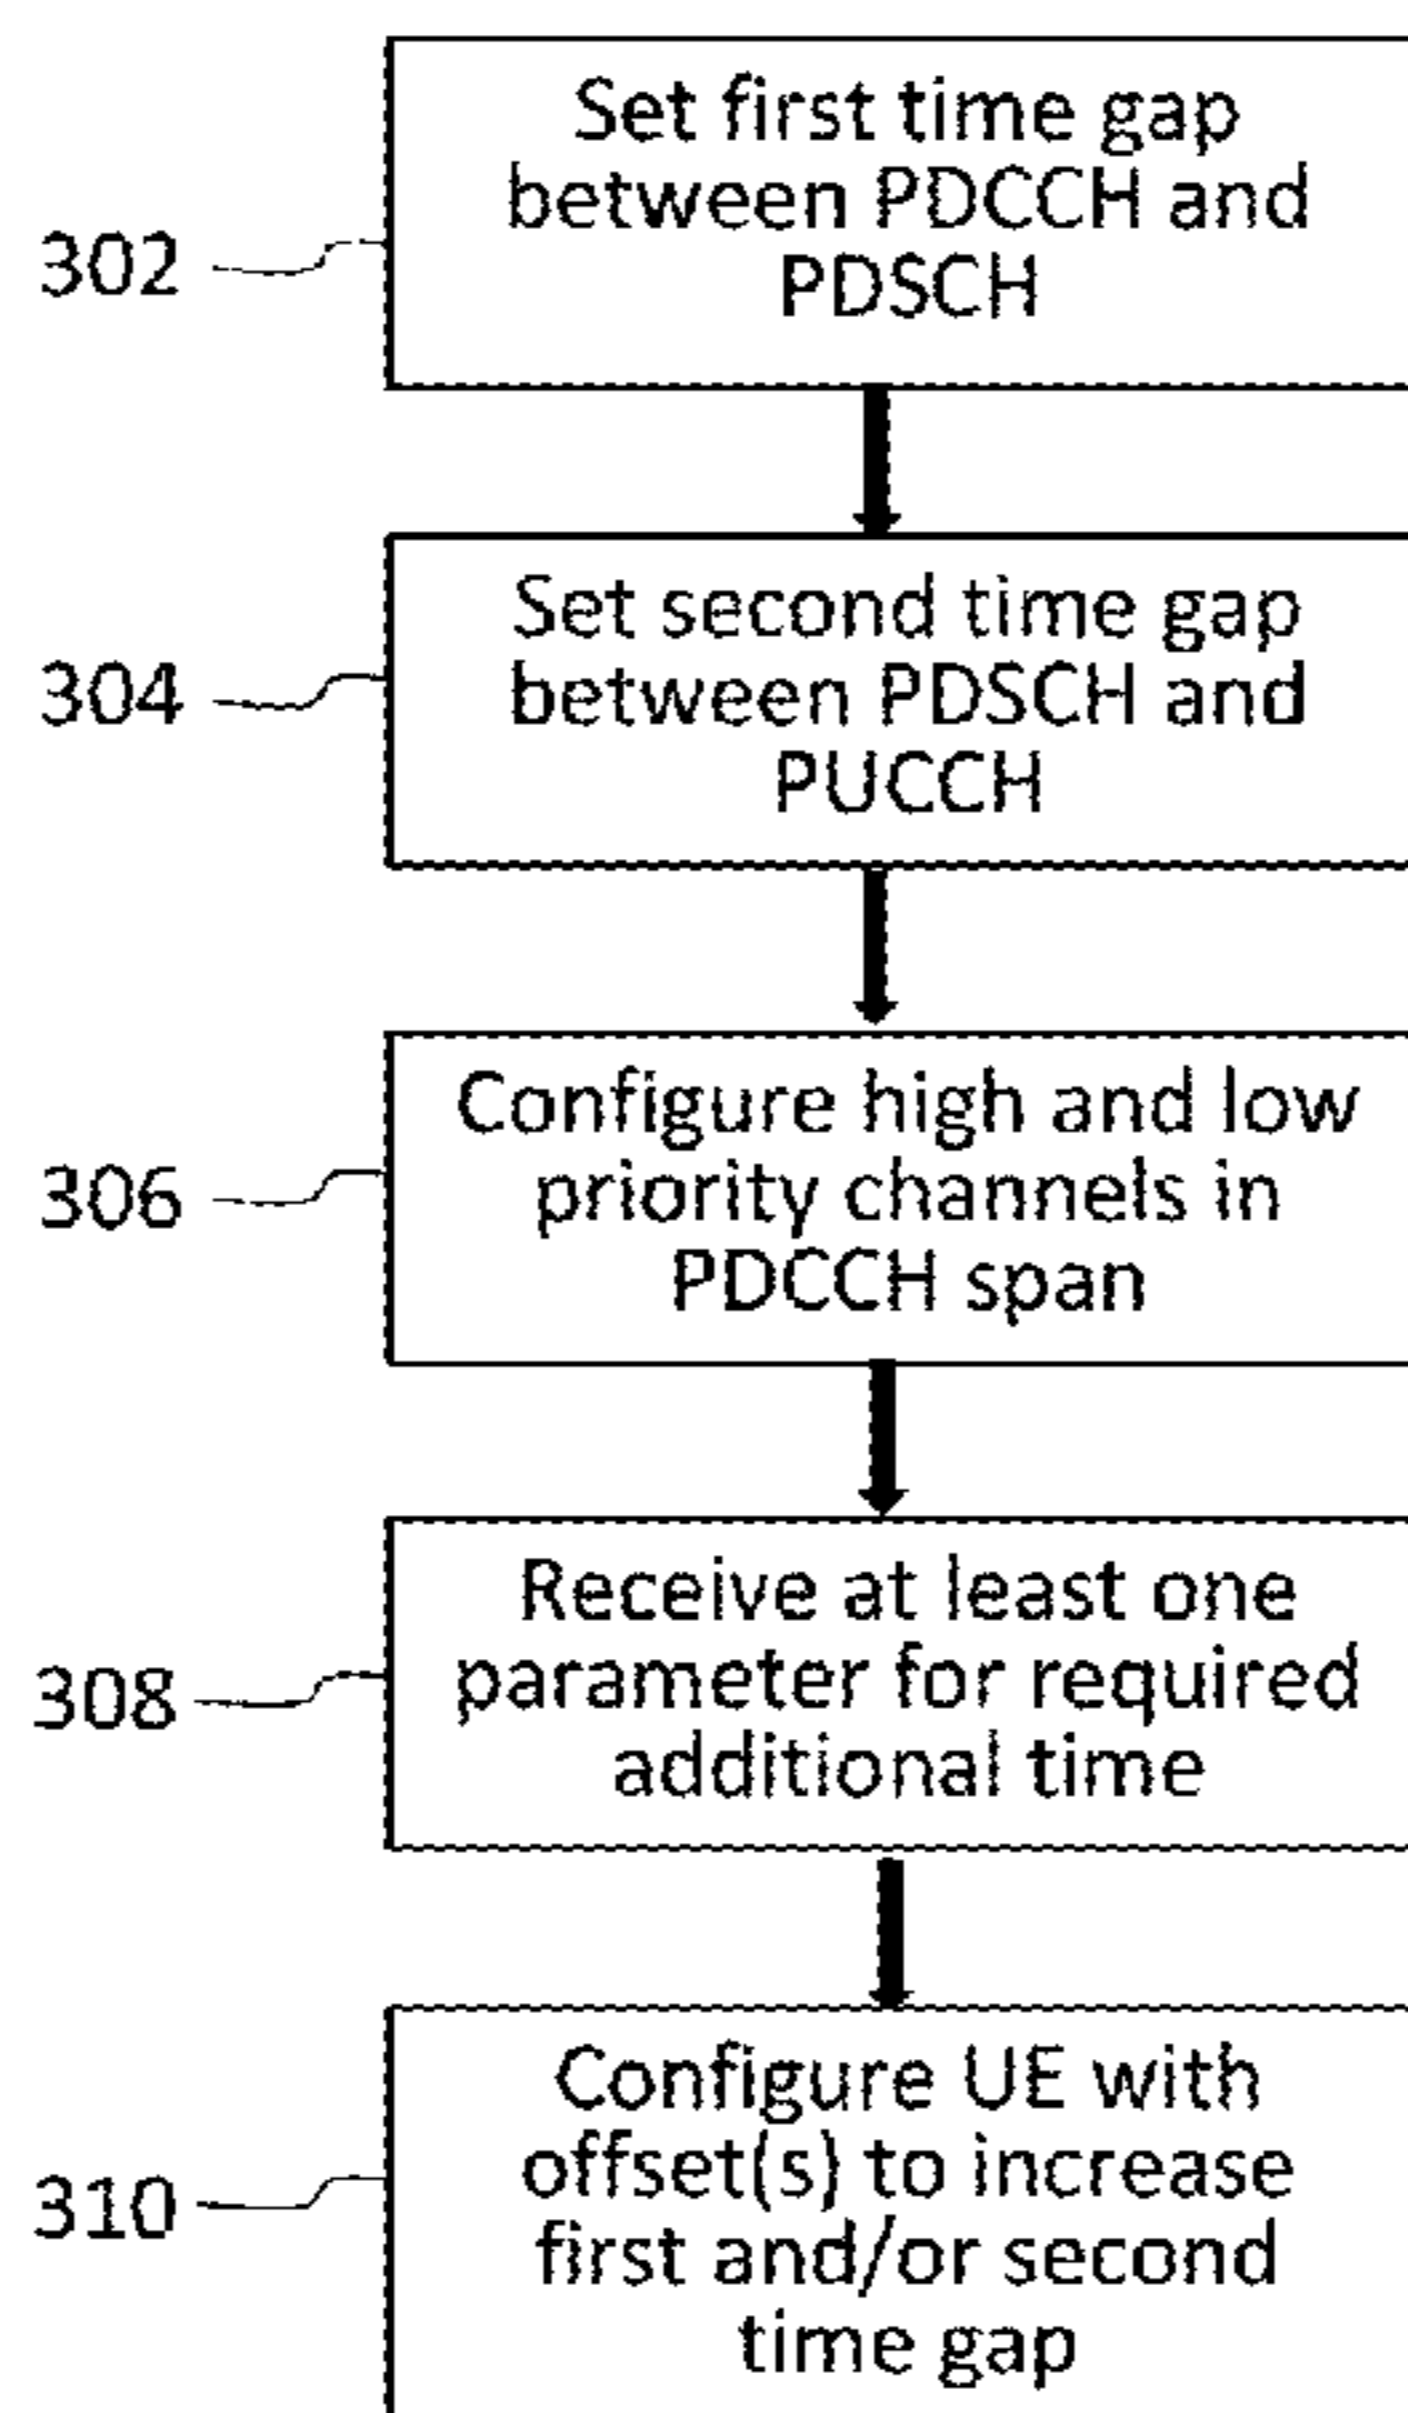 Set first time gap
between PDCCH and
PDSCH
302
Set second time gap
between PDSCH and
PUCCH
304
Configure high and low
priority channels in
PDCCH span
306
Receive at least one
parameter for required
additional time
308
Configure UE with
offset(s) to increase
first and/or second
time gap
310